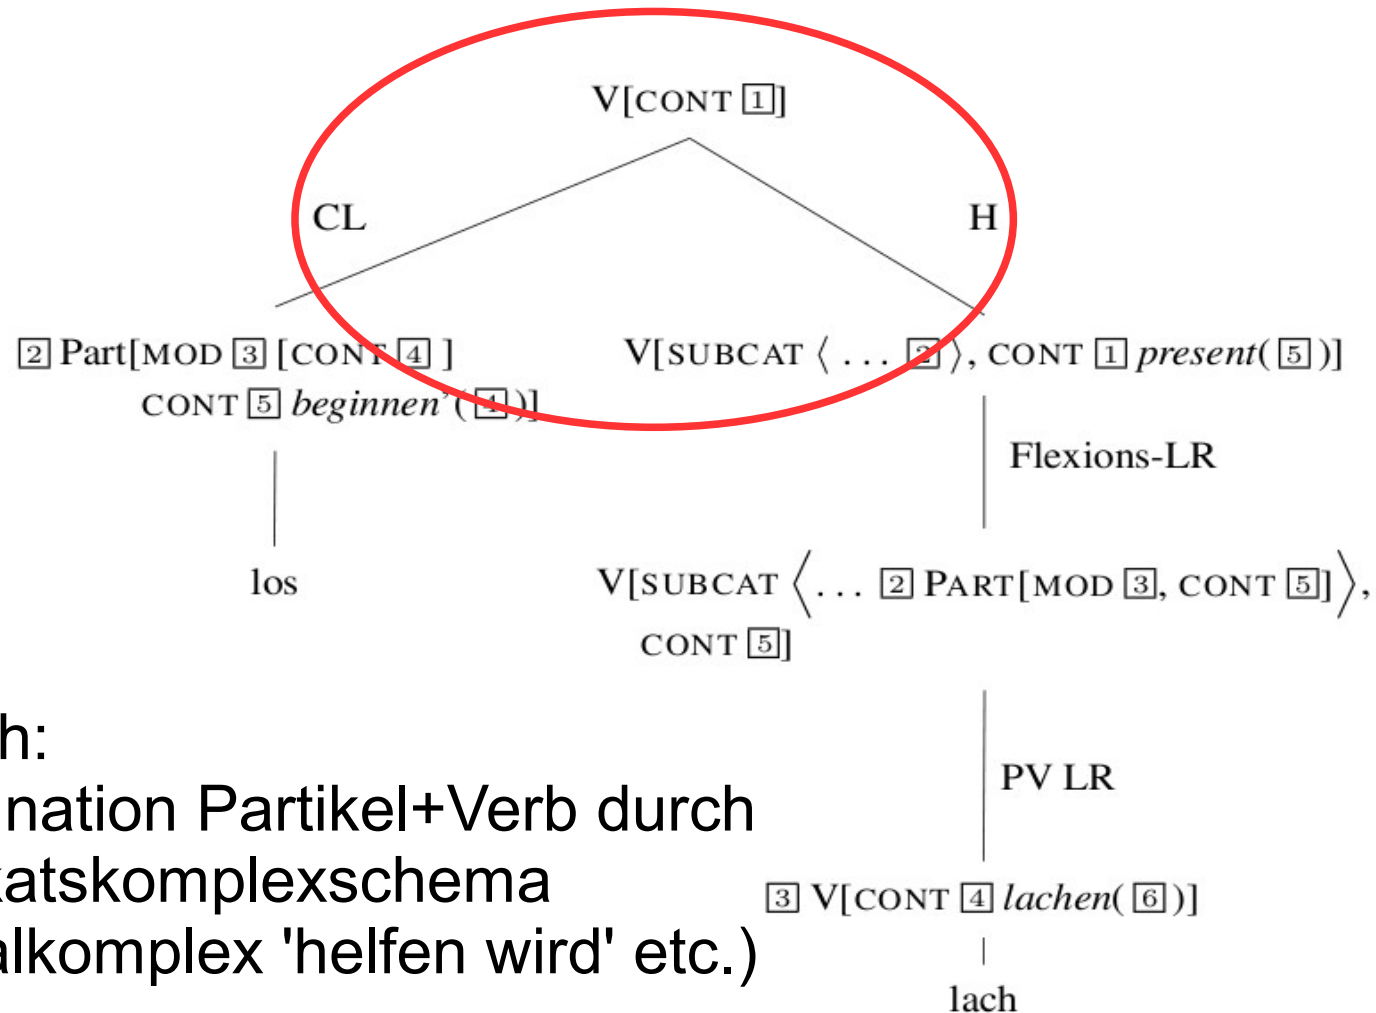 V[CONT 1]
CL
H
2 Part[MOD 3 [CONT 4 ]
CONT 5 beginnen'( 4 )]
V[SUBCAT ⟨ ... 2 ⟩, CONT 1 present( 5 )]
Flexions-LR
los
V[SUBCAT ⟨... 2 PART[MOD 3, CONT 5]⟩,
CONT 5]
PV LR
h:
nation Partikel+Verb durch
katskomplexschema
alkomplex 'helfen wird' etc.)
3 V[CONT 4 lachen( 6 )]
lach